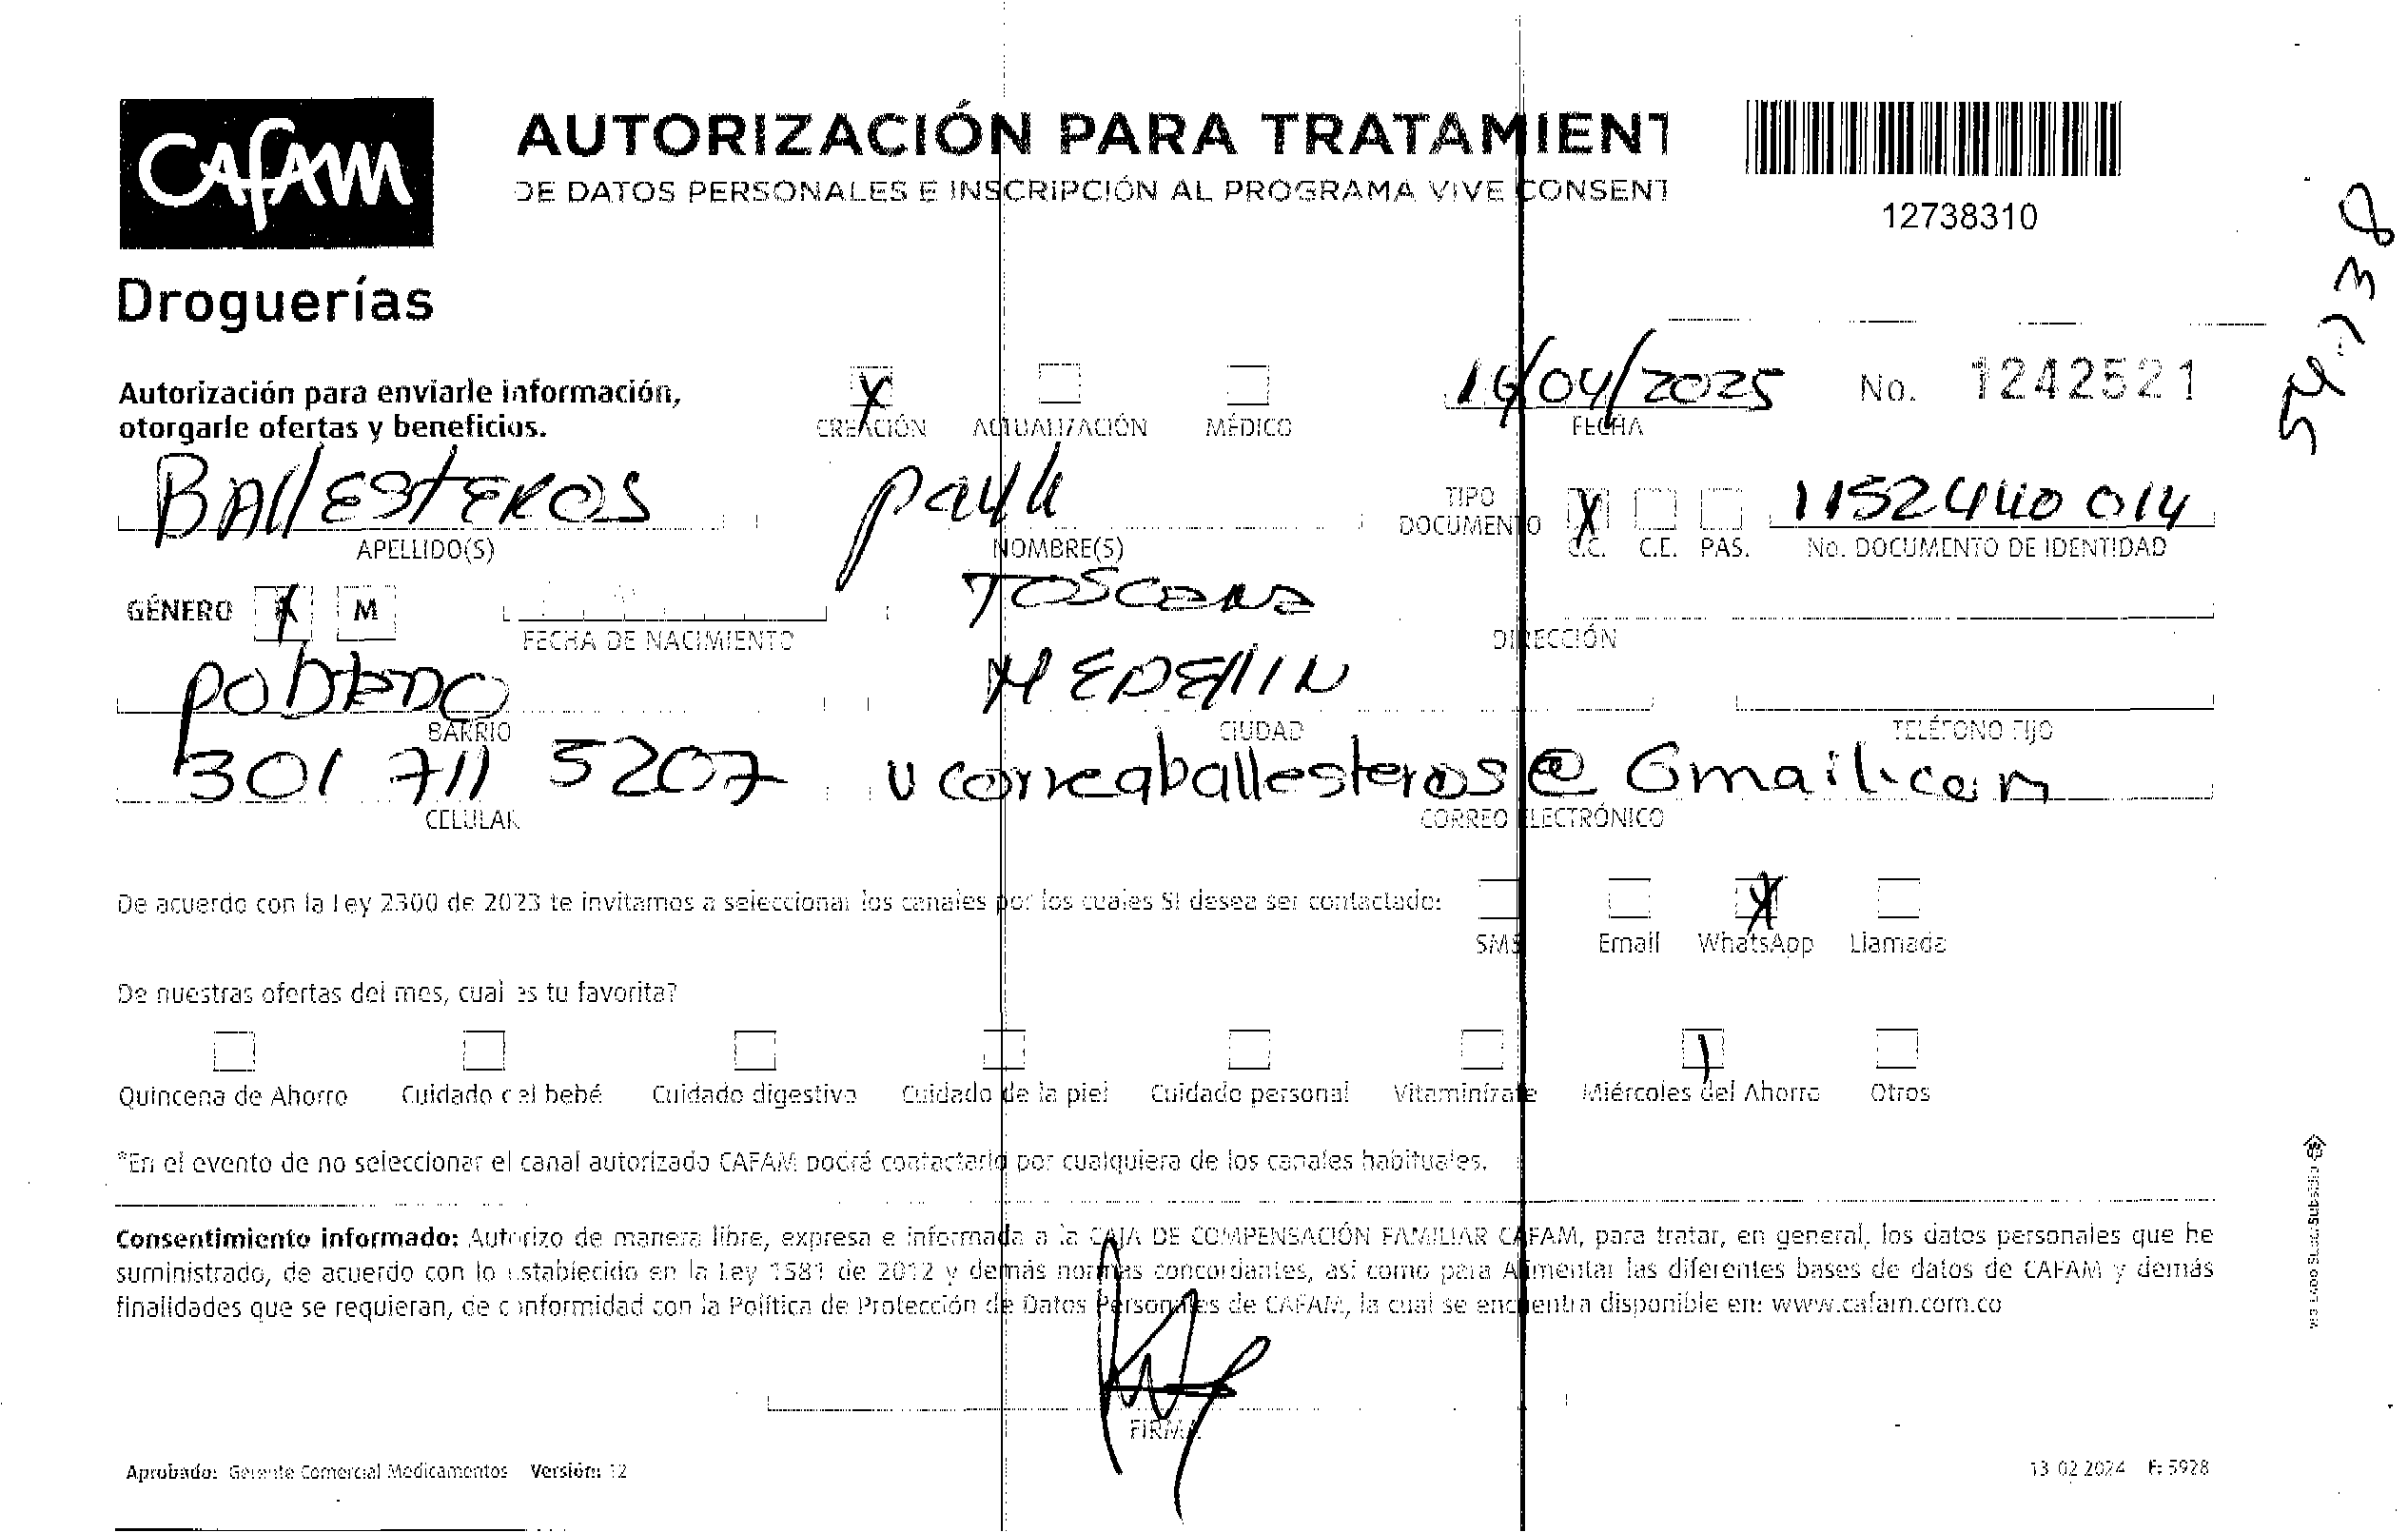 CAFAM
Droguerías
AUTORIZACIÓN PARA TRATAMIENT
DE DATOS PERSONALES E INSCRIPCIÓN AL PROGRAMA VIVE CONSENT
12738310
Autorización para enviarle información,
otorgarle ofertas y beneficios.
X CREACIÓN ACTUALIZACIÓN MÉDICO
16/04/2025
FECHA
No. 1242521
BAllESTEROS
APELLIDO(S)
paula
NOMBRE(S)
TIPO
DOCUMENTO
X C.C. C.E. PAS.
1152440014
No. DOCUMENTO DE IDENTIDAD
GÉNERO X M
FECHA DE NACIMIENTO
TOSCANA
DIRECCIÓN
pobLADO
BARRIO
MEDEllIN
CIUDAD
TELÉFONO FIJO
301 711 5207
CELULAR
vcorreaballesteros@Gmail.com
CORREO ELECTRÓNICO
De acuerdo con la Ley 2300 de 2023 te invitamos a seleccionar los canales por los cuales SI desea ser contactado:
SMS Email X WhatsApp Llamada
De nuestras ofertas del mes, cual es tu favorita?
Quincena de Ahorro Cuidado del bebé Cuidado digestivo Cuidado de la piel Cuidado personal Vitaminízate Miércoles del Ahorro Otros
*En el evento de no seleccionar el canal autorizado CAFAM podrá contactarlo por cualquiera de los canales habituales.
Consentimiento informado: Autorizo de manera libre, expresa e informada a la CAJA DE COMPENSACIÓN FAMILIAR CAFAM, para tratar, en general, los datos personales que he
suministrado, de acuerdo con lo establecido en la Ley 1581 de 2012 y demás normas concordantes, así como para Alimentar las diferentes bases de datos de CAFAM y demás
finalidades que se requieran, de conformidad con la Política de Protección de Datos Personales de CAFAM, la cual se encuentra disponible en: www.cafam.com.co
FIRMA
Aprobado: Gerente Comercial Medicamentos Versión: 12
13 02 2024 F: 5928